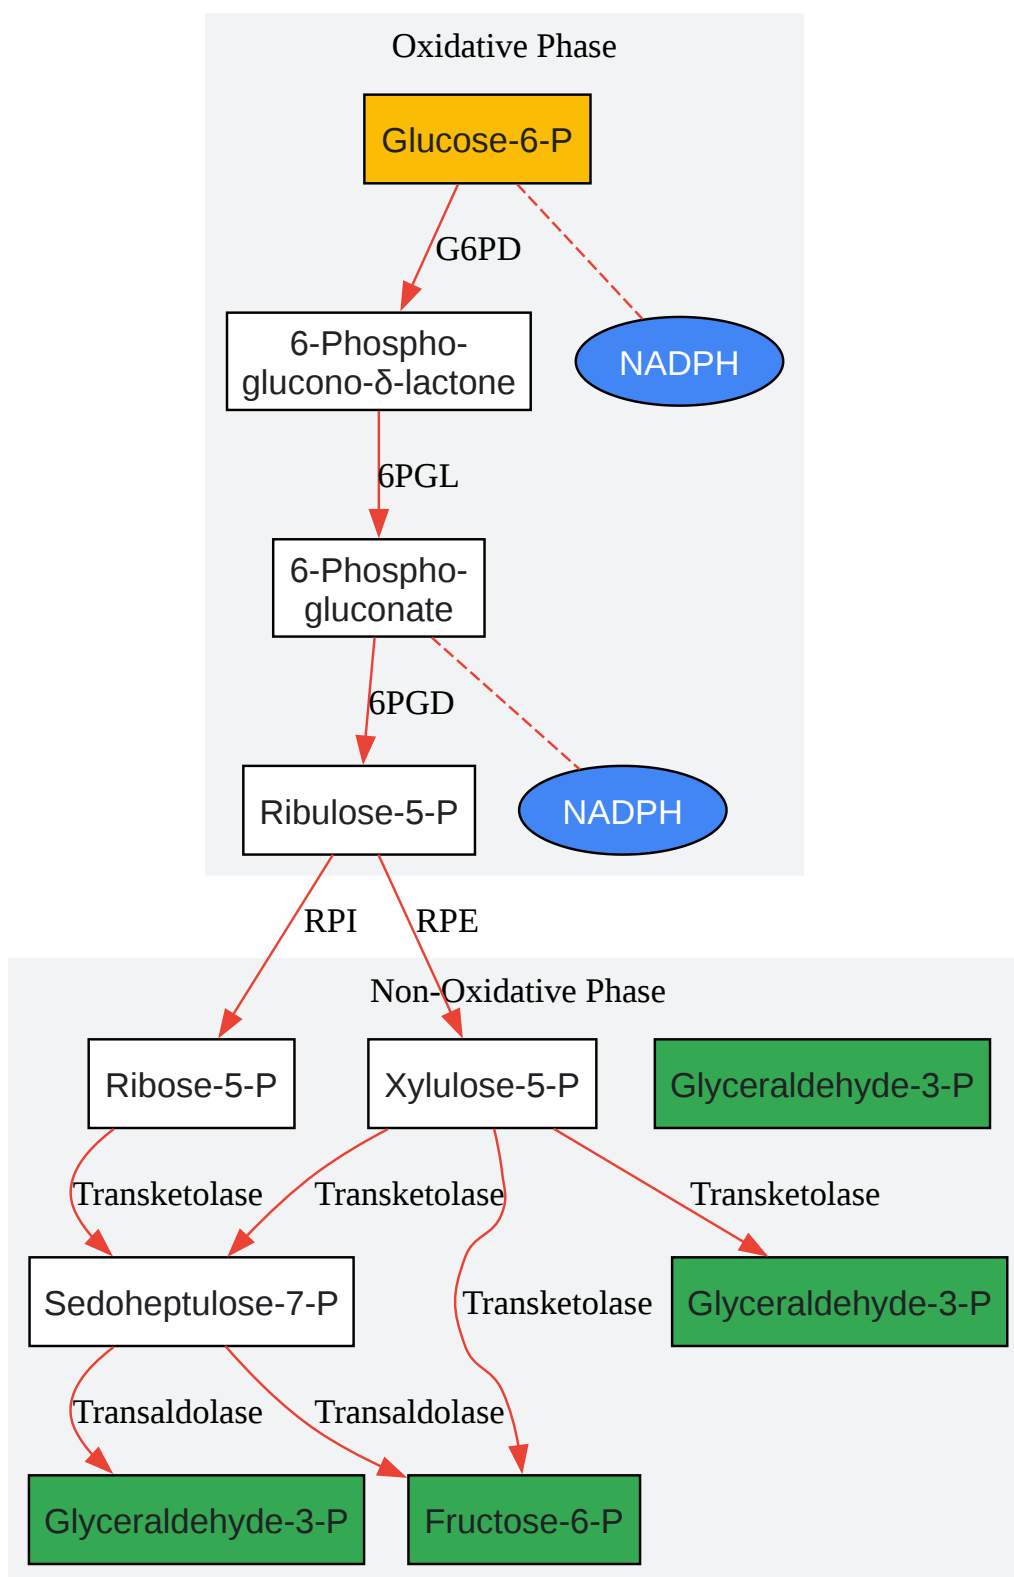 Oxidative Phase
Glucose-6-P
G6PD
6-Phospho-
glucono-δ-lactone
NADPH
6PGL
6-Phospho-
gluconate
6PGD
Ribulose-5-P
NADPH
RPI
RPE
Non-Oxidative Phase
Ribose-5-P
Xylulose-5-P
Glyceraldehyde-3-P
Transketolase
Transketolase
Transketolase
Sedoheptulose-7-P
Transketolase
Glyceraldehyde-3-P
Transaldolase
Transaldolase
Glyceraldehyde-3-P
Fructose-6-P